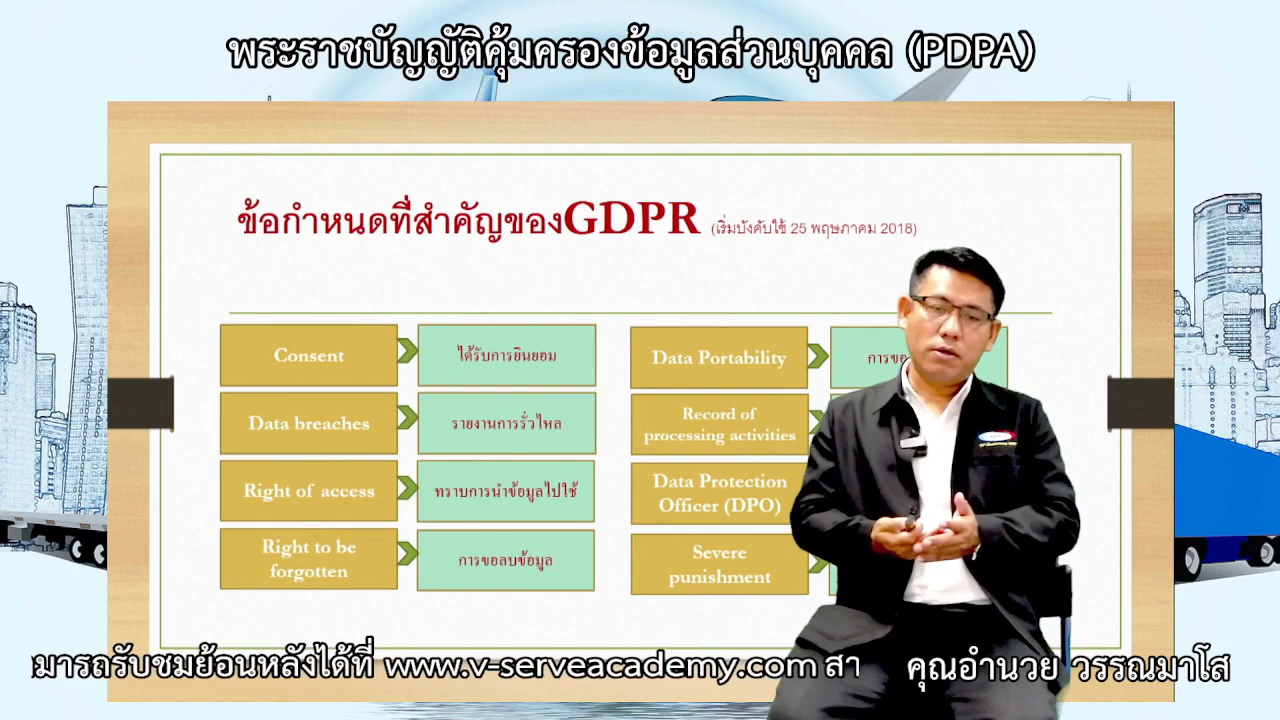 พระราชบัญญัติคุ้มครองข้อมูลส่วนบุคคล (PDPA)
ข้อกำหนดที่สำคัญของGDPR (เริ่มบังคับใช้ 25 พฤษภาคม 2018)
Consent
ได้รับการยินยอม
Data breaches
รายงานการรั่วไหล
Right of access
ทราบการนำข้อมูลไปใช้
Right to be
forgotten
การขอลบข้อมูล
Data Portability
การขอ
Record of
processing activities
Data Protection
Officer (DPO)
Severe
punishment
มารถรับชมย้อนหลังได้ที่ www.v-serveacademy.com สา
คุณอำนวย วรรณมาโส